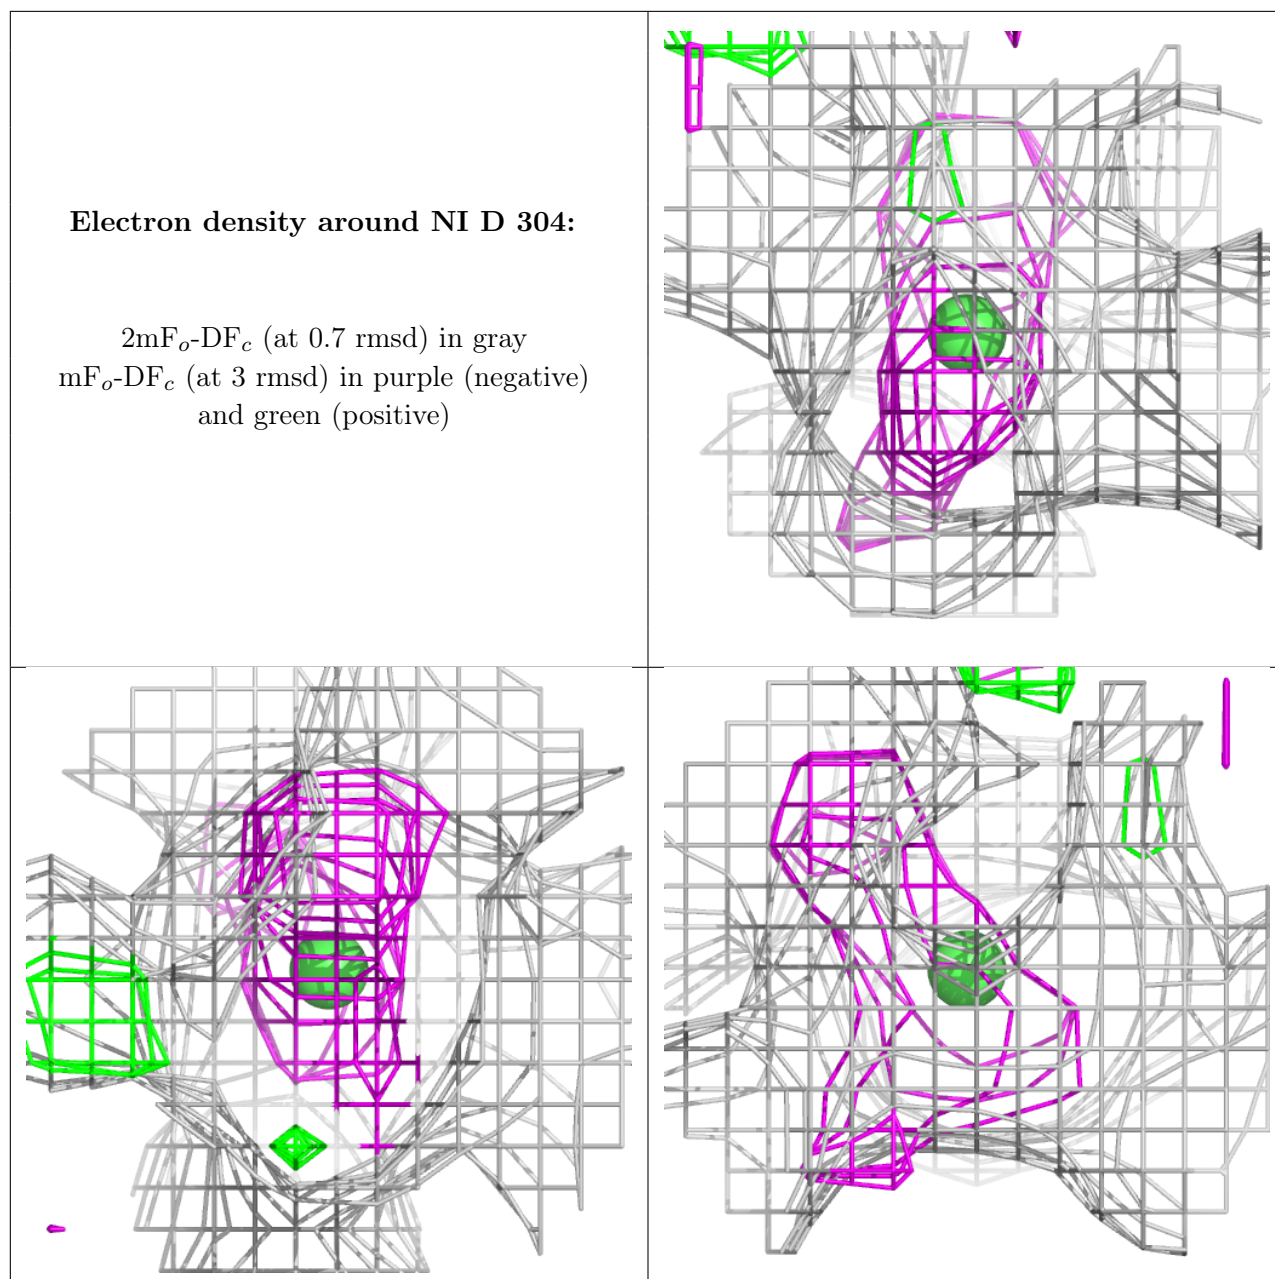 Electron density around NI D 304:
2mFo-DFc (at 0.7 rmsd) in gray
mFo-DFc (at 3 rmsd) in purple (negative)
and green (positive)